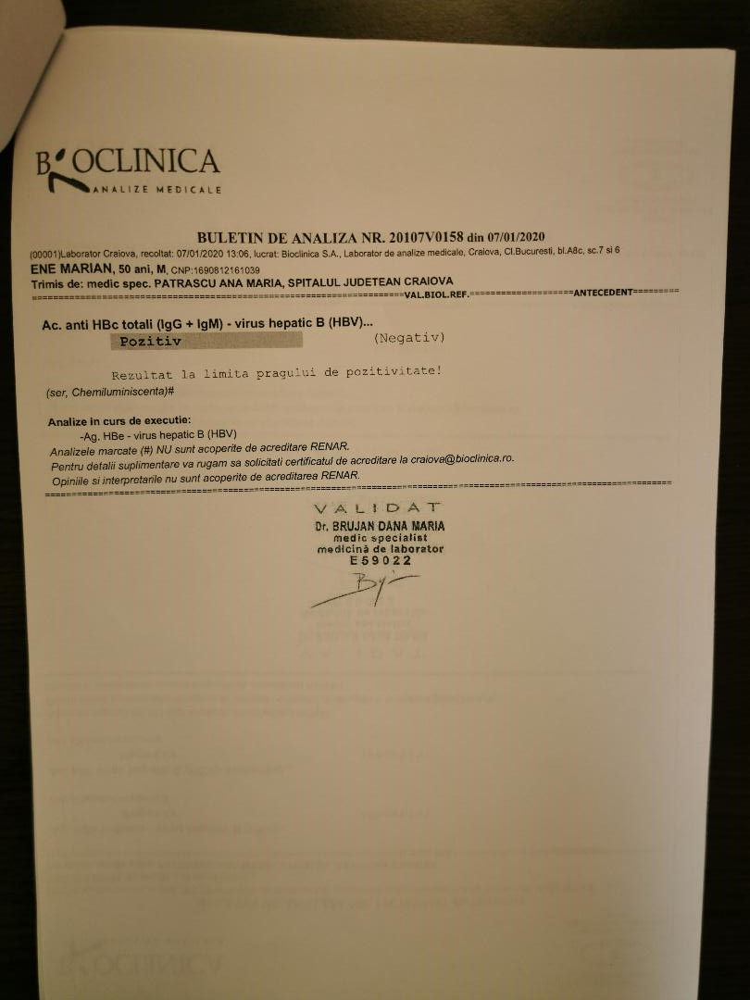 BIOCLINICA
ANALIZE MEDICALE
BULETIN DE ANALIZA NR. 20107V0158 din 07/01/2020
(00001)Laborator Craiova, recoltat: 07/01/2020 13:06, lucrat: Bioclinica S.A., Laborator de analize medicale, Craiova, Cl.Bucuresti, bl.A8c, sc.7 si 6
ENE MARIAN, 50 ani, M, CNP:1690812161039
Trimis de: medic spec. PATRASCU ANA MARIA, SPITALUL JUDETEAN CRAIOVA
VAL.BIOL.REF. ANTECEDENT
Ac. anti HBc totali (IgG + IgM) - virus hepatic B (HBV)...
Pozitiv (Negativ)
Rezultat la limita pragului de pozitivitate!
(ser, Chemiluminiscenta)#
Analize in curs de executie:
-Ag. HBe - virus hepatic B (HBV)
Analizele marcate (#) NU sunt acoperite de acreditare RENAR.
Pentru detalii suplimentare va rugam sa solicitati certificatul de acreditare la craiova@bioclinica.ro.
Opiniile si interpretarile nu sunt acoperite de acreditarea RENAR.
VALIDAT
Dr. BRUJAN DANA MARIA
medic specialist
medicină de laborator
E59022